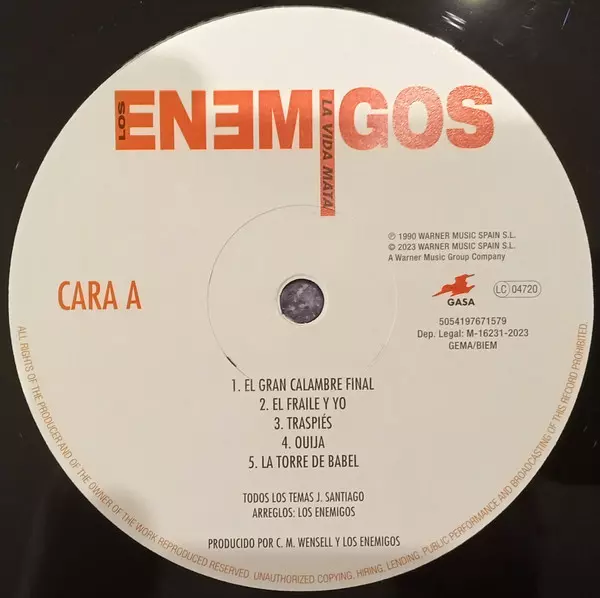 LOS
ENEMIGOS
LA VIDA MATA
℗ 1990 WARNER MUSIC SPAIN S.L.
© 2023 WARNER MUSIC SPAIN S.L.
A Warner Music Group Company
CARA A
GASA
LC 04720
5054197671579
Dep. Legal: M-16231-2023
GEMA/BIEM
1. EL GRAN CALAMBRE FINAL
2. EL FRAILE Y YO
3. TRASPIÉS
4. OUIJA
5. LA TORRE DE BABEL
TODOS LOS TEMAS J. SANTIAGO
ARREGLOS: LOS ENEMIGOS
PRODUCIDO POR C. M. WENSELL Y LOS ENEMIGOS
ALL RIGHTS OF THE PRODUCER AND OF THE OWNER OF THE WORK REPRODUCED RESERVED. UNAUTHORIZED COPYING, HIRING, LENDING, PUBLIC PERFORMANCE AND BROADCASTING OF THIS RECORD PROHIBITED.